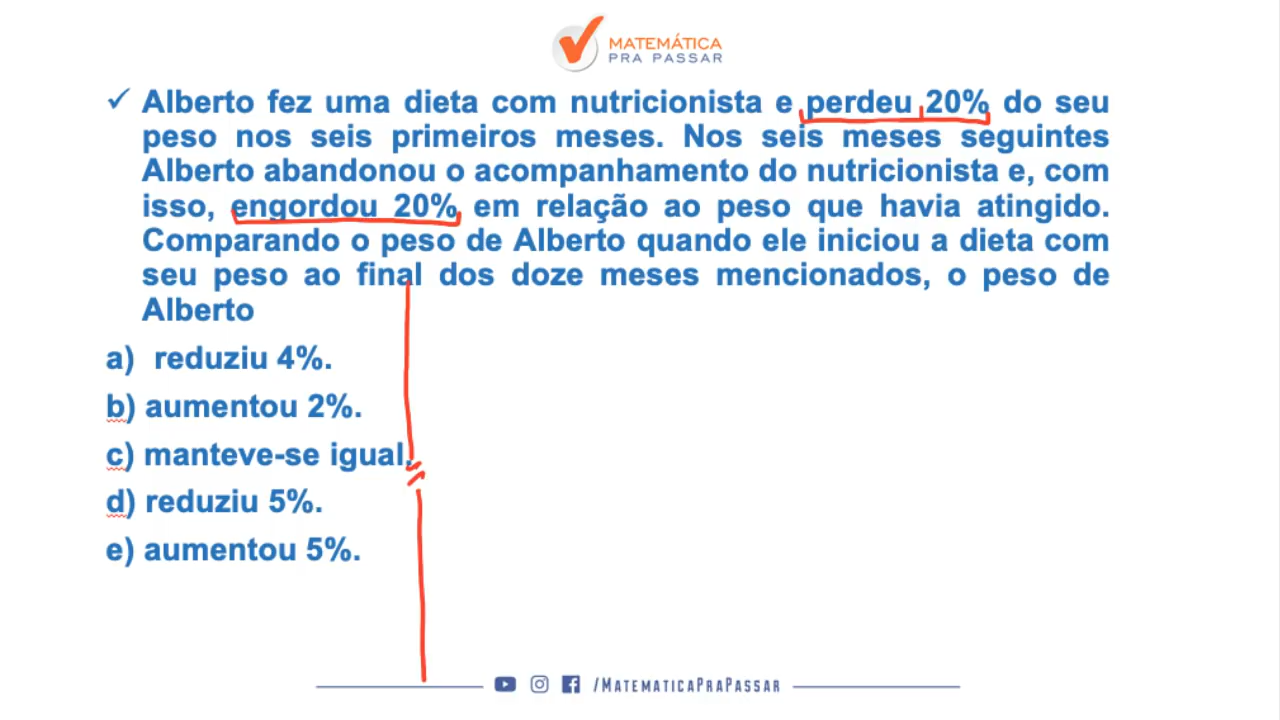 MATEMÁTICA
PRA PASSAR
✓ Alberto fez uma dieta com nutricionista e perdeu 20% do seu
peso nos seis primeiros meses. Nos seis meses seguintes
Alberto abandonou o acompanhamento do nutricionista e, com
isso, engordou 20% em relação ao peso que havia atingido.
Comparando o peso de Alberto quando ele iniciou a dieta com
seu peso ao final dos doze meses mencionados, o peso de
Alberto
a) reduziu 4%.
b) aumentou 2%.
c) manteve-se igual.
d) reduziu 5%.
e) aumentou 5%.
/MATEMATICAPRAPASSAR